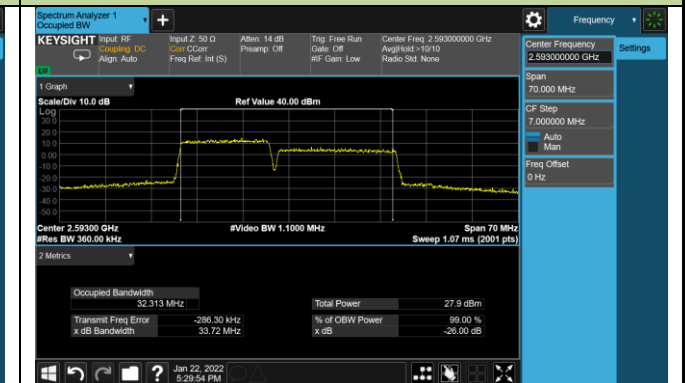 Spectrum Analyzer 1
Occupied BW
+
Frequency
KEYSIGHT
Input: RF
Coupling: DC
Align: Auto
Input Z: 50 Ω
Corr CCorr
Freq Ref: Int (S)
Atten: 14 dB
Preamp: Off
Trig: Free Run
Gate: Off
#IF Gain: Low
Center Freq: 2.593000000 GHz
Avg|Hold:>10/10
Radio Std: None
LW
1 Graph
Scale/Div 10.0 dB
Ref Value 40.00 dBm
Log
30.0
20.0
10.0
0.00
-10.0
-20.0
-30.0
-40.0
-50.0
Center 2.59300 GHz
#Video BW 1.1000 MHz
Span 70 MHz
#Res BW 360.00 kHz
Sweep 1.07 ms (2001 pts)
2 Metrics
Occupied Bandwidth
32.313 MHz
Total Power
27.9 dBm
Transmit Freq Error
-286.30 kHz
% of OBW Power
99.00 %
x dB Bandwidth
33.72 MHz
x dB
-26.00 dB
?
Jan 22, 2022
5:29:54 PM
Center Frequency
2.593000000 GHz
Settings
Span
70.000 MHz
CF Step
7.000000 MHz
Auto
Man
Freq Offset
0 Hz